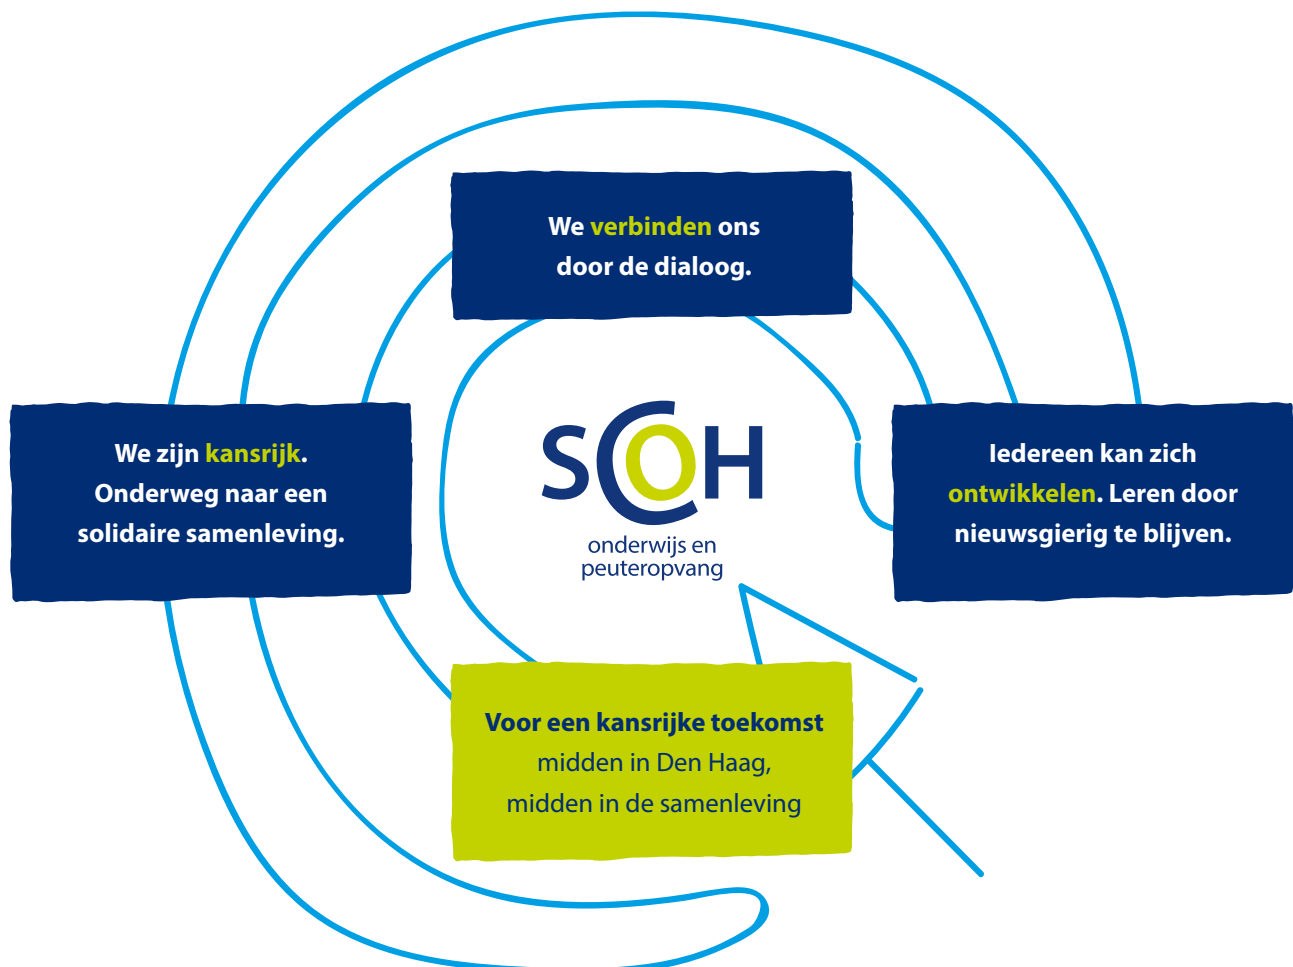 We verbinden ons
door de dialoog.
We zijn kansrijk.
Onderweg naar een
solidaire samenleving.
SCOH
onderwijs en
peuteropvang
Iedereen kan zich
ontwikkelen. Leren door
nieuwsgierig te blijven.
Voor een kansrijke toekomst
midden in Den Haag,
midden in de samenleving